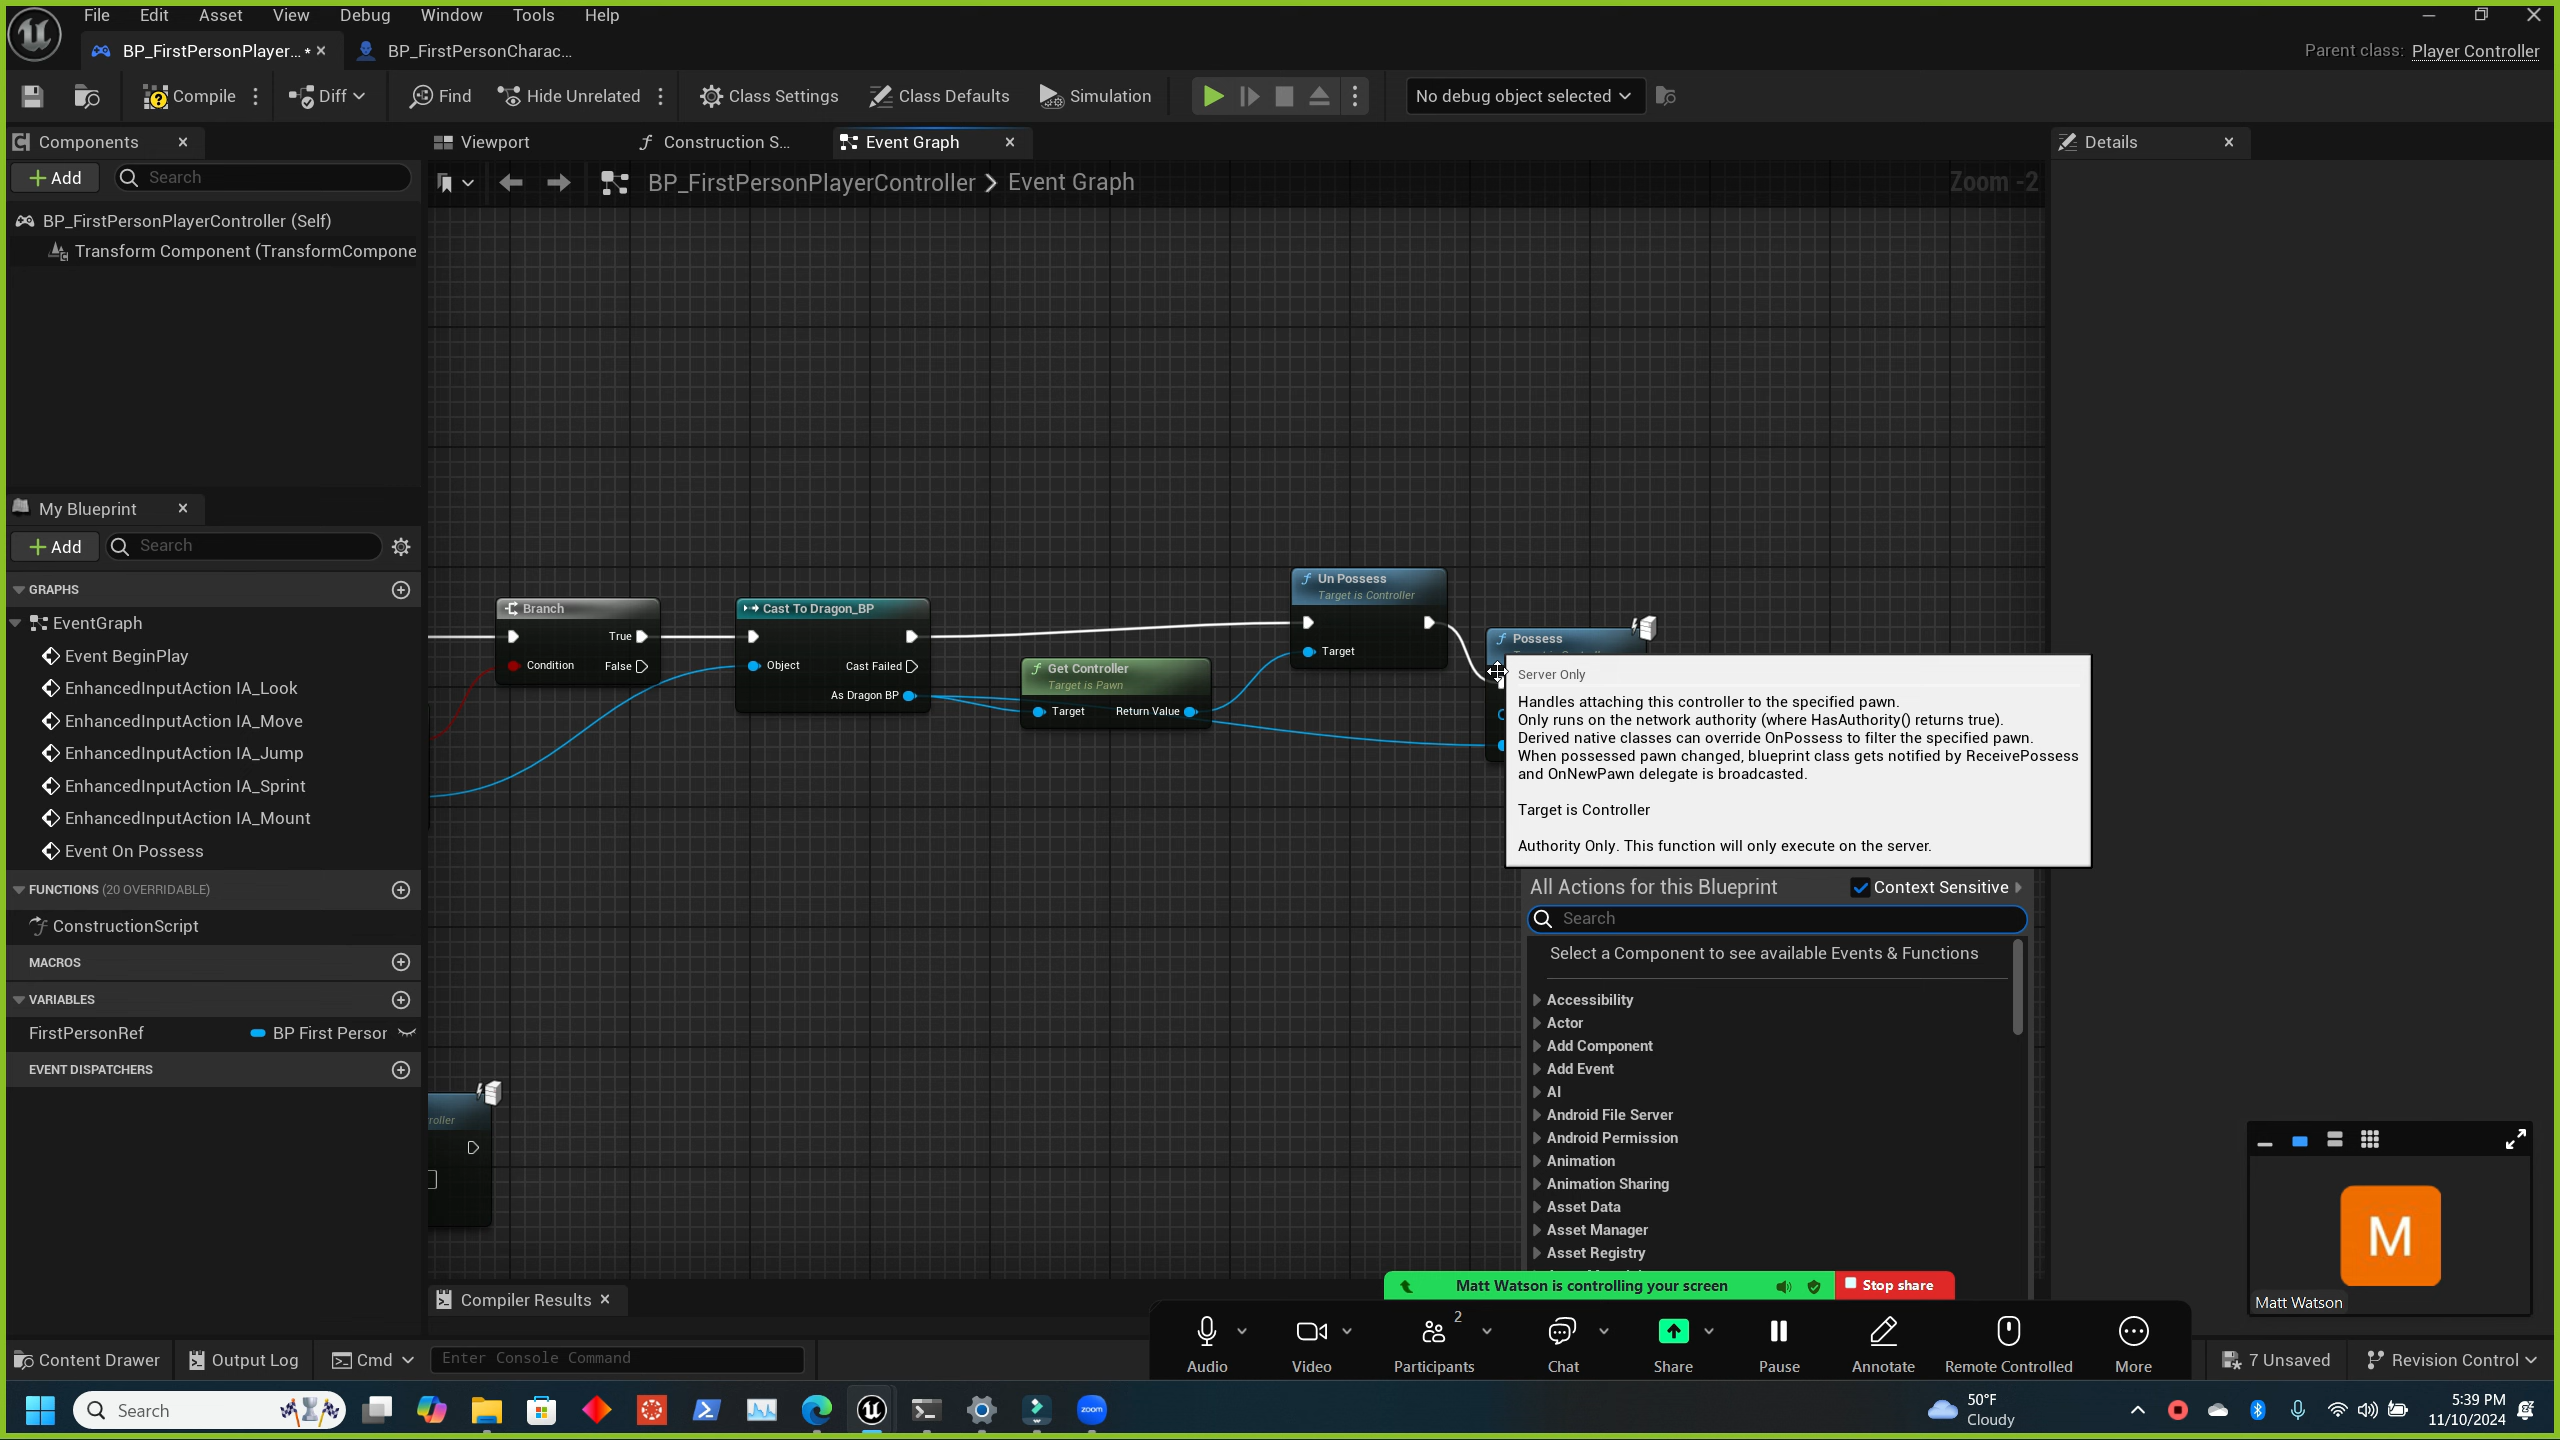 File Edit Asset View Debug Window Tools Help
BP_FirstPersonPlayer... •
BP_FirstPersonCharac...
Parent class: Player Controller
Compile
Diff
Find
Hide Unrelated
Class Settings
Class Defaults
Simulation
No debug object selected
Components
Viewport
Construction S...
Event Graph
Details
Add
Search
BP_FirstPersonPlayerController > Event Graph
Zoom -2
BP_FirstPersonPlayerController (Self)
Transform Component (TransformCompone
My Blueprint
Add
Search
GRAPHS
EventGraph
Event BeginPlay
EnhancedInputAction IA_Look
EnhancedInputAction IA_Move
EnhancedInputAction IA_Jump
EnhancedInputAction IA_Sprint
EnhancedInputAction IA_Mount
Event On Possess
FUNCTIONS (20 OVERRIDABLE)
ConstructionScript
MACROS
VARIABLES
FirstPersonRef
BP First Person
EVENT DISPATCHERS
Branch
True
Condition
False
Cast To Dragon_BP
Object
Cast Failed
As Dragon BP
Get Controller
Target is Pawn
Target
Return Value
Un Possess
Target is Controller
Target
Possess
Server Only
Handles attaching this controller to the specified pawn.
Only runs on the network authority (where HasAuthority() returns true).
Derived native classes can override OnPossess to filter the specified pawn.
When possessed pawn changed, blueprint class gets notified by ReceivePossess
and OnNewPawn delegate is broadcasted.
Target is Controller
Authority Only. This function will only execute on the server.
All Actions for this Blueprint
Context Sensitive
Search
Select a Component to see available Events & Functions
Accessibility
Actor
Add Component
Add Event
AI
Android File Server
Android Permission
Animation
Animation Sharing
Asset Data
Asset Manager
Asset Registry
roller
M
Matt Watson
Compiler Results
Matt Watson is controlling your screen
Stop share
2
Audio
Video
Participants
Chat
Share
Pause
Annotate
Remote Controlled
More
Content Drawer
Output Log
Cmd
Enter Console Command
7 Unsaved
Revision Control
Search
zoom
50°F
Cloudy
5:39 PM
11/10/2024